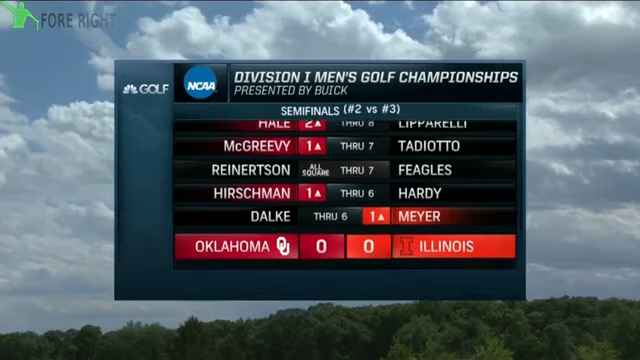 FORE RIGHT
GOLF
NCAA
DIVISION I MEN'S GOLF CHAMPIONSHIPS
PRESENTED BY BUICK
SEMIFINALS (#2 vs #3)
HALE 2▲ THRU 8 LIPPARELLI
McGREEVY 1▲ THRU 7 TADIOTTO
REINERTSON ALL SQUARE THRU 7 FEAGLES
HIRSCHMAN 1▲ THRU 6 HARDY
DALKE THRU 6 1▲ MEYER
OKLAHOMA OU 0 0 I ILLINOIS